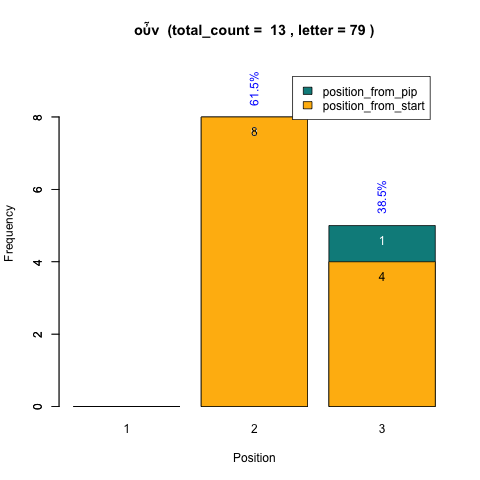 οὖν (total_count = 13 , letter = 79 )
61.5%
position_from_pip
position_from_start
8
8
38.5%
6
1
Frequency
4
4
2
0
1 2 3
Position